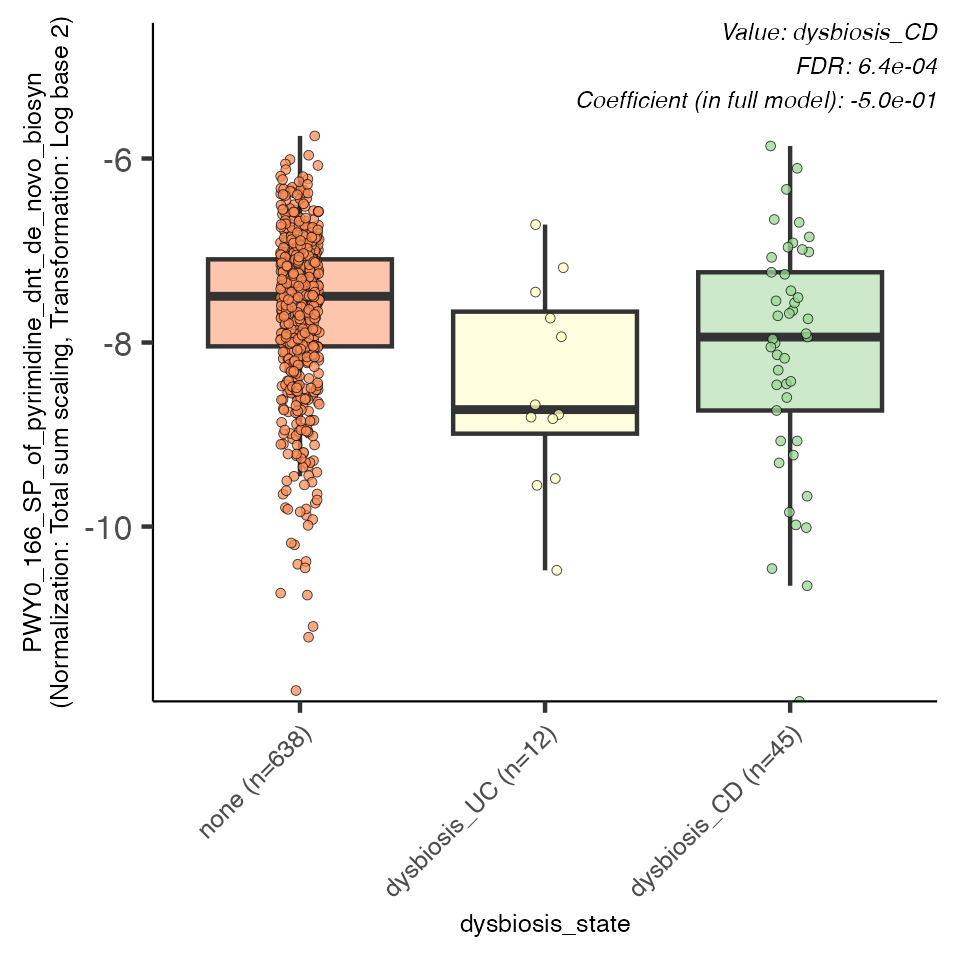 Value: dysbiosis_CD
FDR: 6.4e-04
Coefficient (in full model): -5.0e-01
PWY0_166_SP_of_pyrimidine_dnt_de_novo_biosyn
(Normalization: Total sum scaling, Transformation: Log base 2)
-6
-8
-10
none (n=638)
dysbiosis_UC (n=12)
dysbiosis_CD (n=45)
dysbiosis_state